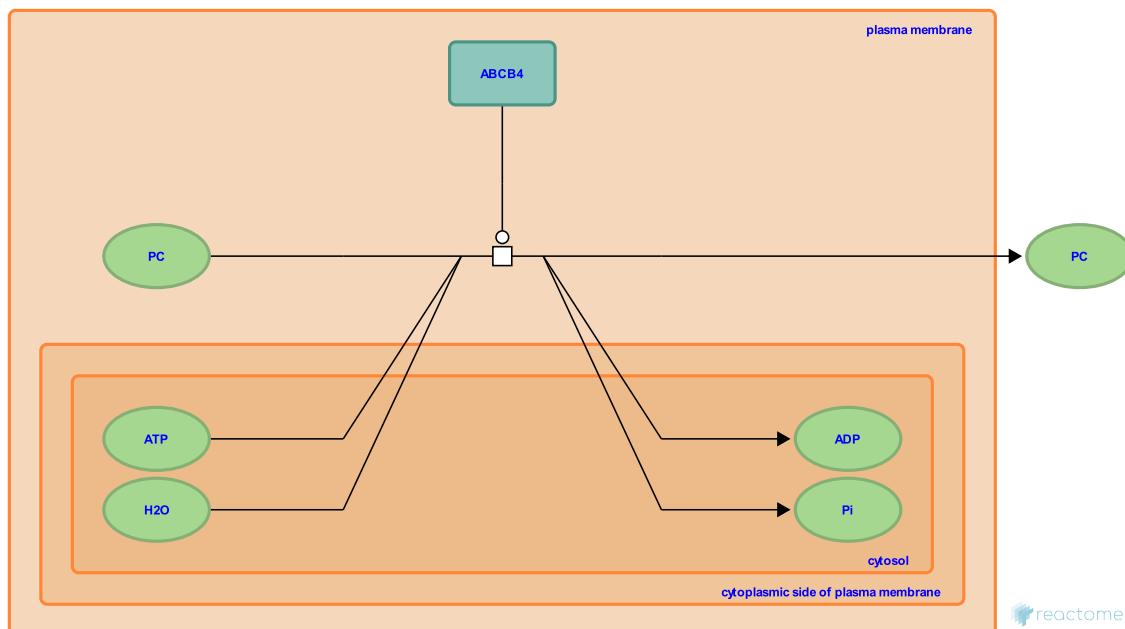 plasma membrane
ABCB4
PC
PC
ATP
ADP
H2O
Pi
cytosol
cytoplasmic side of plasma membrane
reactome